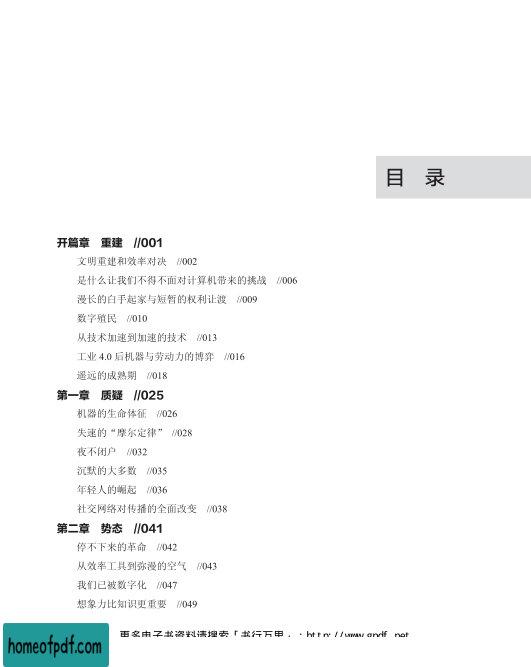 目 录
开篇章 重建 //001
文明重建和效率对决 //002
是什么让我们不得不面对计算机带来的挑战 //006
漫长的白手起家与短暂的权利让渡 //009
数字殖民 //010
从技术加速到加速的技术 //013
工业 4.0 后机器与劳动力的博弈 //016
遥远的成熟期 //018
第一章 质疑 //025
机器的生命体征 //026
失速的“摩尔定律” //028
夜不闭户 //032
沉默的大多数 //035
年轻人的崛起 //036
社交网络对传播的全面改变 //038
第二章 势态 //041
停不下来的革命 //042
从效率工具到弥漫的空气 //043
我们已被数字化 //047
想象力比知识更重要 //049
更多电子书资料请搜索「书行万里」:http://www.gpdf.net
homeofpdf.com